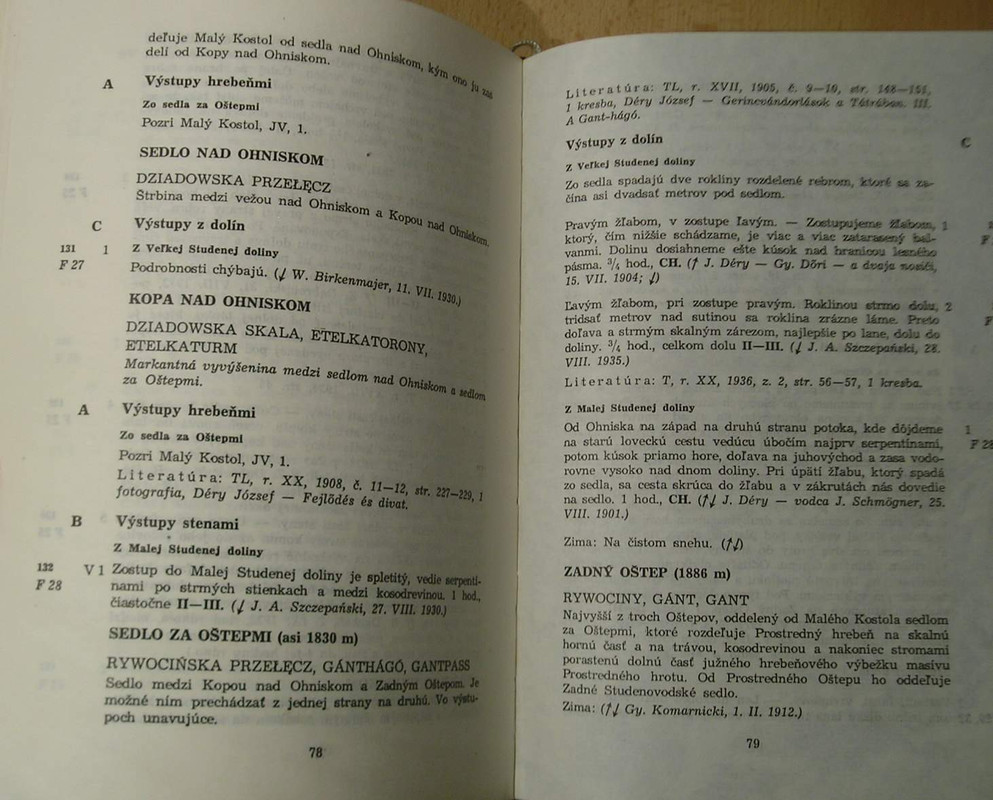 deľuje Malý Kostol od sedla nad Ohniskom, kým ono ju zas
delí od Kopy nad Ohniskom.
A Výstupy hrebeňmi
Zo sedla za Oštepmi
Pozri Malý Kostol, JV, 1.
SEDLO NAD OHNISKOM
DZIADOWSKA PRZEŁĘCZ
Štrbina medzi vežou nad Ohniskom a Kopou nad Ohniskom.
C Výstupy z dolín
131 1 Z Veľkej Studenej doliny
F 27 Podrobnosti chýbajú. (↓ W. Birkenmajer, 11. VII. 1930.)
KOPA NAD OHNISKOM
DZIADOWSKA SKALA, ETELKATORONY,
ETELKATURM
Markantná vyvýšenina medzi sedlom nad Ohniskom a sedlom
za Oštepmi.
A Výstupy hrebeňmi
Zo sedla za Oštepmi
Pozri Malý Kostol, JV, 1.
Literatúra: TL, r. XX, 1908, č. 11—12, str. 227—229, 1
fotografia, Déry József — Fejlődés és divat.
B Výstupy stenami
Z Malej Studenej doliny
132 V 1 Zostup do Malej Studenej doliny je spletitý, vedie serpenti-
F 28 nami po strmých stienkach a medzi kosodrevinou. 1 hod.,
čiastočne II—III. (↓ J. A. Szczepański, 27. VIII. 1930.)
SEDLO ZA OŠTEPMI (asi 1830 m)
RYWOCIŃSKA PRZEŁĘCZ, GÁNTHÁGÓ, GANTPASS
Sedlo medzi Kopou nad Ohniskom a Zadným Oštepom. Je
možné ním prechádzať z jednej strany na druhú. Vo výstu-
poch unavujúce.
78
Literatúra: TL, r. XVII, 1905, č. 9—10, str.
1 kresba, Déry József — Gerincvándorlások a Tátrában. III.
A Gant-hágó.
Výstupy z dolín C
Z Veľkej Studenej doliny
Zo sedla spadajú dve rokliny rozdelené rebrom, ktoré sa za-
čína asi dvadsať metrov pod sedlom.
Pravým žľabom, v zostupe ľavým. — Zostupujeme žľabom, 1
ktorý, čím nižšie schádzame, je viac a viac zatarasený bal- F
vanmi. Dolinu dosiahneme ešte kúsok nad hranicou lesného
pásma. ³/₄ hod., CH. (↑ J. Déry — Gy. Dőri — a dvaja nosiči,
15. VII. 1904; ↓)
Ľavým žľabom, pri zostupe pravým. Roklinou strmo dolu, 2
tridsať metrov nad sutinou sa roklina zrázne láme. Preto
doľava a strmým skalným zárezom, najlepšie po lane, dolu do
doliny. ³/₄ hod., celkom dolu II—III. (↓ J. A. Szczepański, 28.
VIII. 1935.)
Literatúra: T, r. XX, 1936, z. 2, str. 56—57, 1 kresba.
Z Malej Studenej doliny
Od Ohniska na západ na druhú stranu potoka, kde dôjdeme 1
na starú loveckú cestu vedúcu úbočím najprv serpentínami, F 28
potom kúsok priamo hore, doľava na juhovýchod a zasa vodo-
rovne vysoko nad dnom doliny. Pri úpätí žľabu, ktorý spadá
zo sedla, sa cesta skrúca do žľabu a v zákrutách nás dovedie
na sedlo. 1 hod., CH. (↑↓ J. Déry — vodca J. Schmögner, 25.
VIII. 1901.)
Zima: Na čistom snehu. (↑↓)
ZADNÝ OŠTEP (1886 m)
RYWOCINY, GÁNT, GANT
Najvyšší z troch Oštepov, oddelený od Malého Kostola sedlom
za Oštepmi, ktoré rozdeľuje Prostredný hrebeň na skalnú
hornú časť a na trávou, kosodrevinou a nakoniec stromami
porastenú dolnú časť južného hrebeňového výbežku masívu
Prostredného hrotu. Od Prostredného Oštepu ho oddeľuje
Zadné Studenovodské sedlo.
Zima: (↑↓ Gy. Komarnicki, 1. II. 1912.)
79